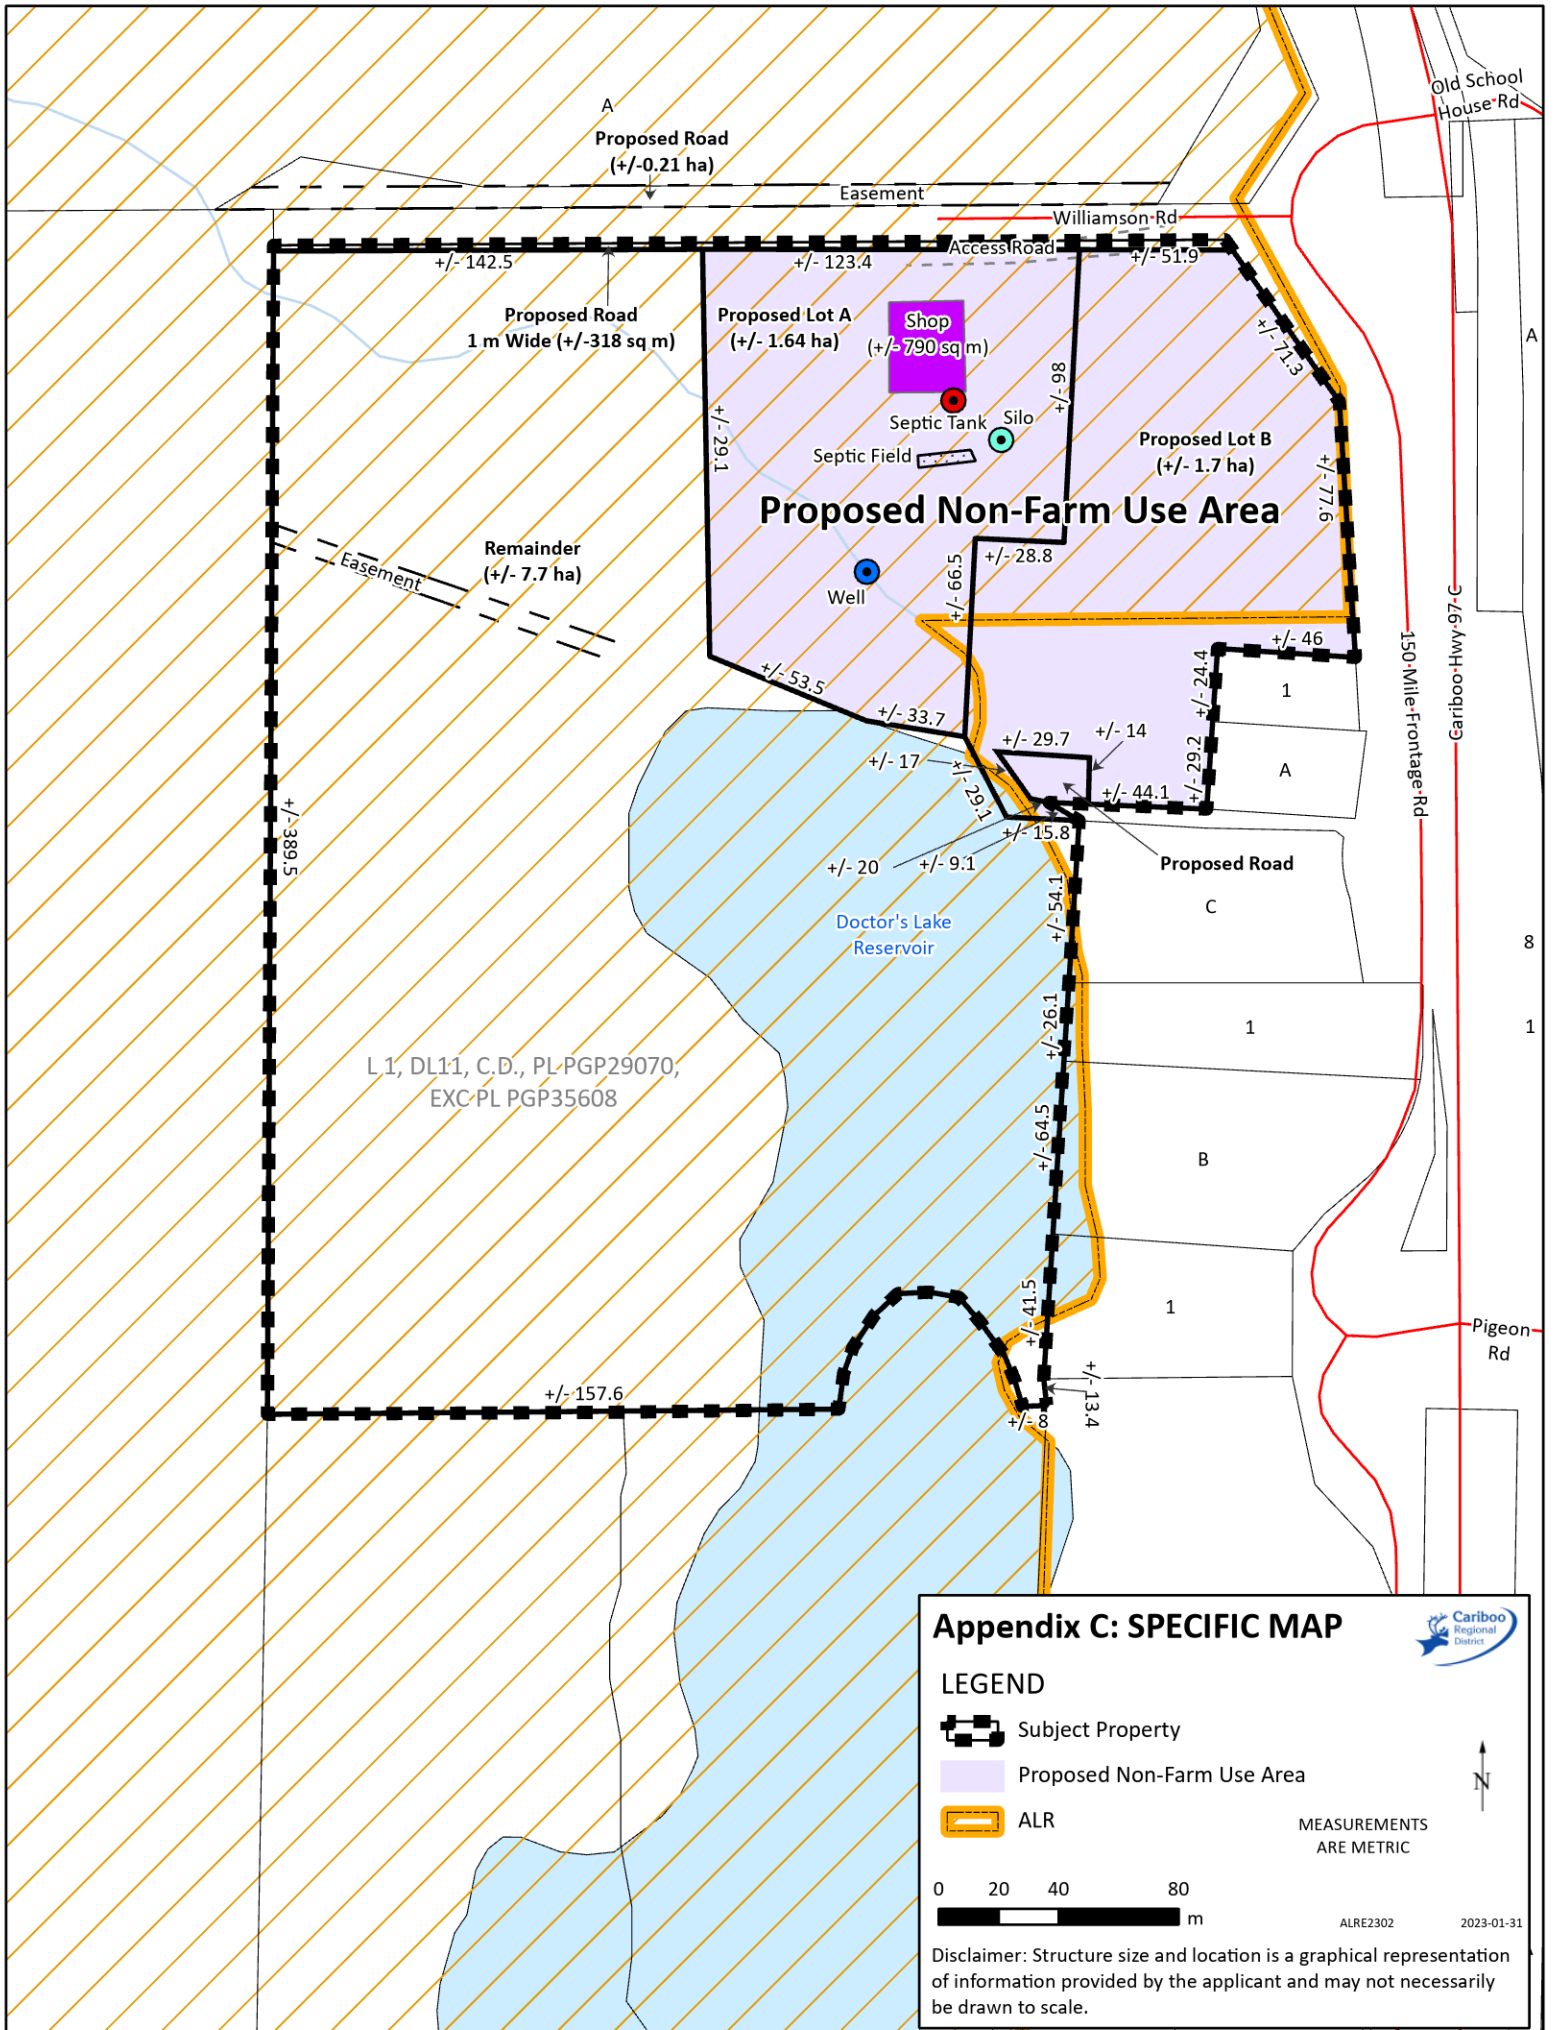 Old School
House Rd
A
Proposed Road
(+/-0.21 ha)
Easement
Williamson Rd
Access Road
+/- 142.5
+/- 123.4
+/- 51.9
Proposed Road
1 m Wide (+/-318 sq m)
Proposed Lot A
(+/- 1.64 ha)
Shop
(+/- 790 sq m)
+/- 71.3
A
+/- 98
+/- 29.1
Septic Tank
Silo
Septic Field
Proposed Lot B
(+/- 1.7 ha)
+/- 77.6
Proposed Non-Farm Use Area
Remainder
(+/- 7.7 ha)
Easement
+/- 28.8
+/- 66.5
Well
+/- 46
+/- 24.4
1
150 Mile Frontage Rd
Cariboo Hwy 97 C
+/- 53.5
+/- 33.7
+/- 29.7
+/- 14
+/- 17
+/- 29.1
+/- 29.2
A
+/- 44.1
+/- 15.8
+/- 20
+/- 9.1
Proposed Road
+/- 389.5
+/- 54.1
C
Doctor's Lake
Reservoir
8
+/- 26.1
1
1
L 1, DL11, C.D., PL PGP29070,
EXC PL PGP35608
+/- 64.5
B
+/- 41.5
1
Pigeon
Rd
+/- 157.6
+/- 13.4
+/- 8
Appendix C: SPECIFIC MAP
Cariboo
Regional
District
LEGEND
Subject Property
Proposed Non-Farm Use Area
ALR
N
MEASUREMENTS
ARE METRIC
0 20 40 80
m
ALRE2302 2023-01-31
Disclaimer: Structure size and location is a graphical representation
of information provided by the applicant and may not necessarily
be drawn to scale.